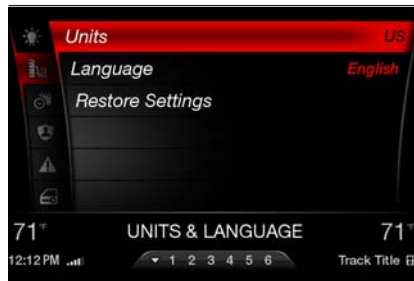 Units US
Language English
Restore Settings
71°F UNITS & LANGUAGE 71°
12:12 PM 1 2 3 4 5 6 Track Title